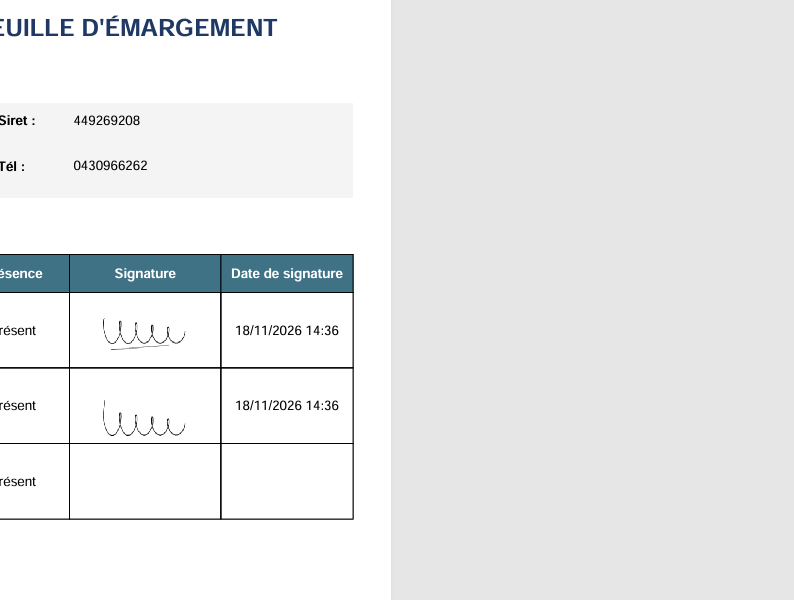 EUILLE D'ÉMARGEMENT
Siret : 449269208
Tél : 0430966262
ésence Signature Date de signature
résent 18/11/2026 14:36
résent 18/11/2026 14:36
résent